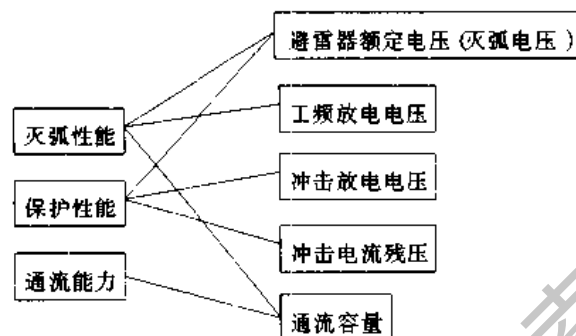 避雷器额定电压(灭弧电压)
工频放电电压
灭弧性能
冲击放电电压
保护性能
冲击电流残压
通流能力
通流容量